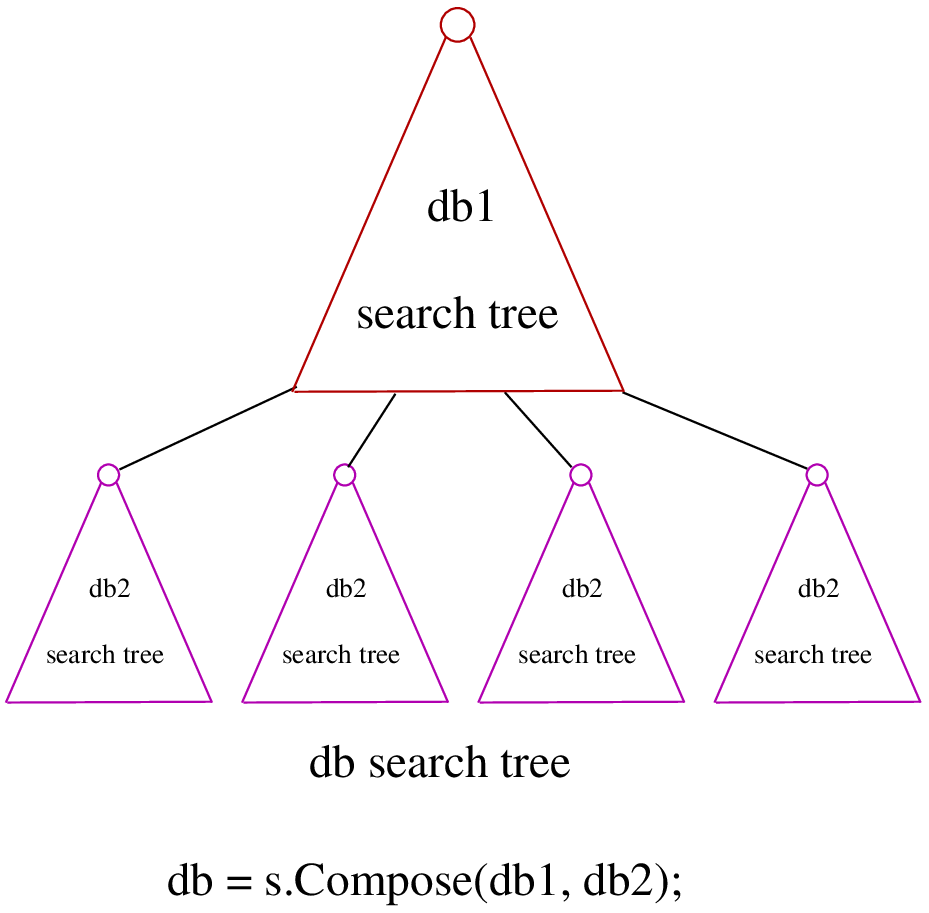 db1
search tree
db2 db2 db2 db2
search tree search tree search tree search tree
db search tree
db = s.Compose(db1, db2);